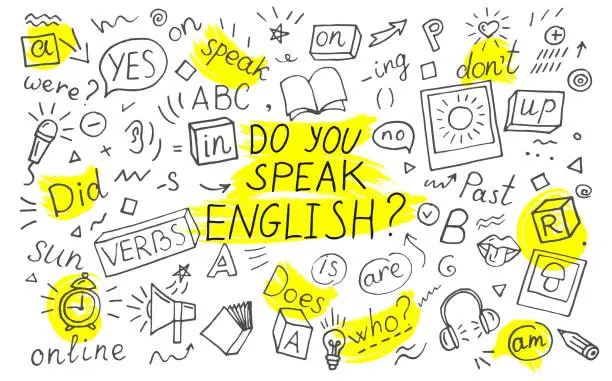 a
YES
on
speak
on
P
don't
were?
ABC
,
_ing
( )
up
in
DO YOU
SPEAK
ENGLISH?
no
Did
-s
Past
VERBS
B
R
sun
A
is
are
Does
A
who?
am
online